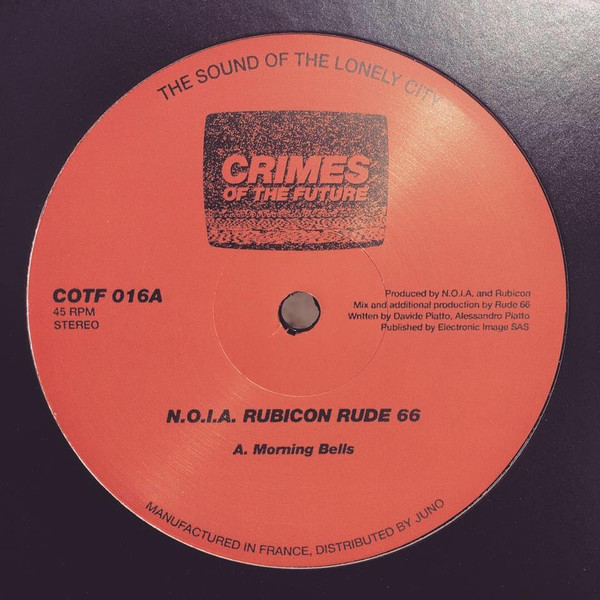 THE SOUND OF THE LONELY CITY
CRIMES
OF THE FUTURE
COTF 016A
45 RPM
STEREO
Produced by N.O.I.A. and Rubicon
Mix and additional production by Rude 66
Written by Davide Piatto, Alessandro Piatto
Published by Electronic Image SAS
N.O.I.A. RUBICON RUDE 66
A. Morning Bells
MANUFACTURED IN FRANCE, DISTRIBUTED BY JUNO